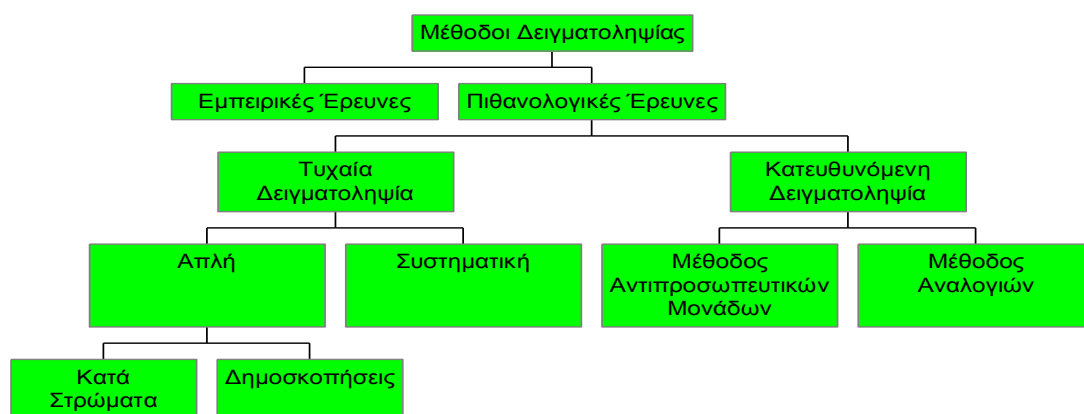 Μέθοδοι Δειγματοληψίας
Εμπειρικές Έρευνες
Πιθανολογικές Έρευνες
Τυχαία
Δειγματοληψία
Κατευθυνόμενη
Δειγματοληψία
Απλή
Συστηματική
Μέθοδος
Αντιπροσωπευτικών
Μονάδων
Μέθοδος
Αναλογιών
Κατά
Στρώματα
Δημοσκοπήσεις